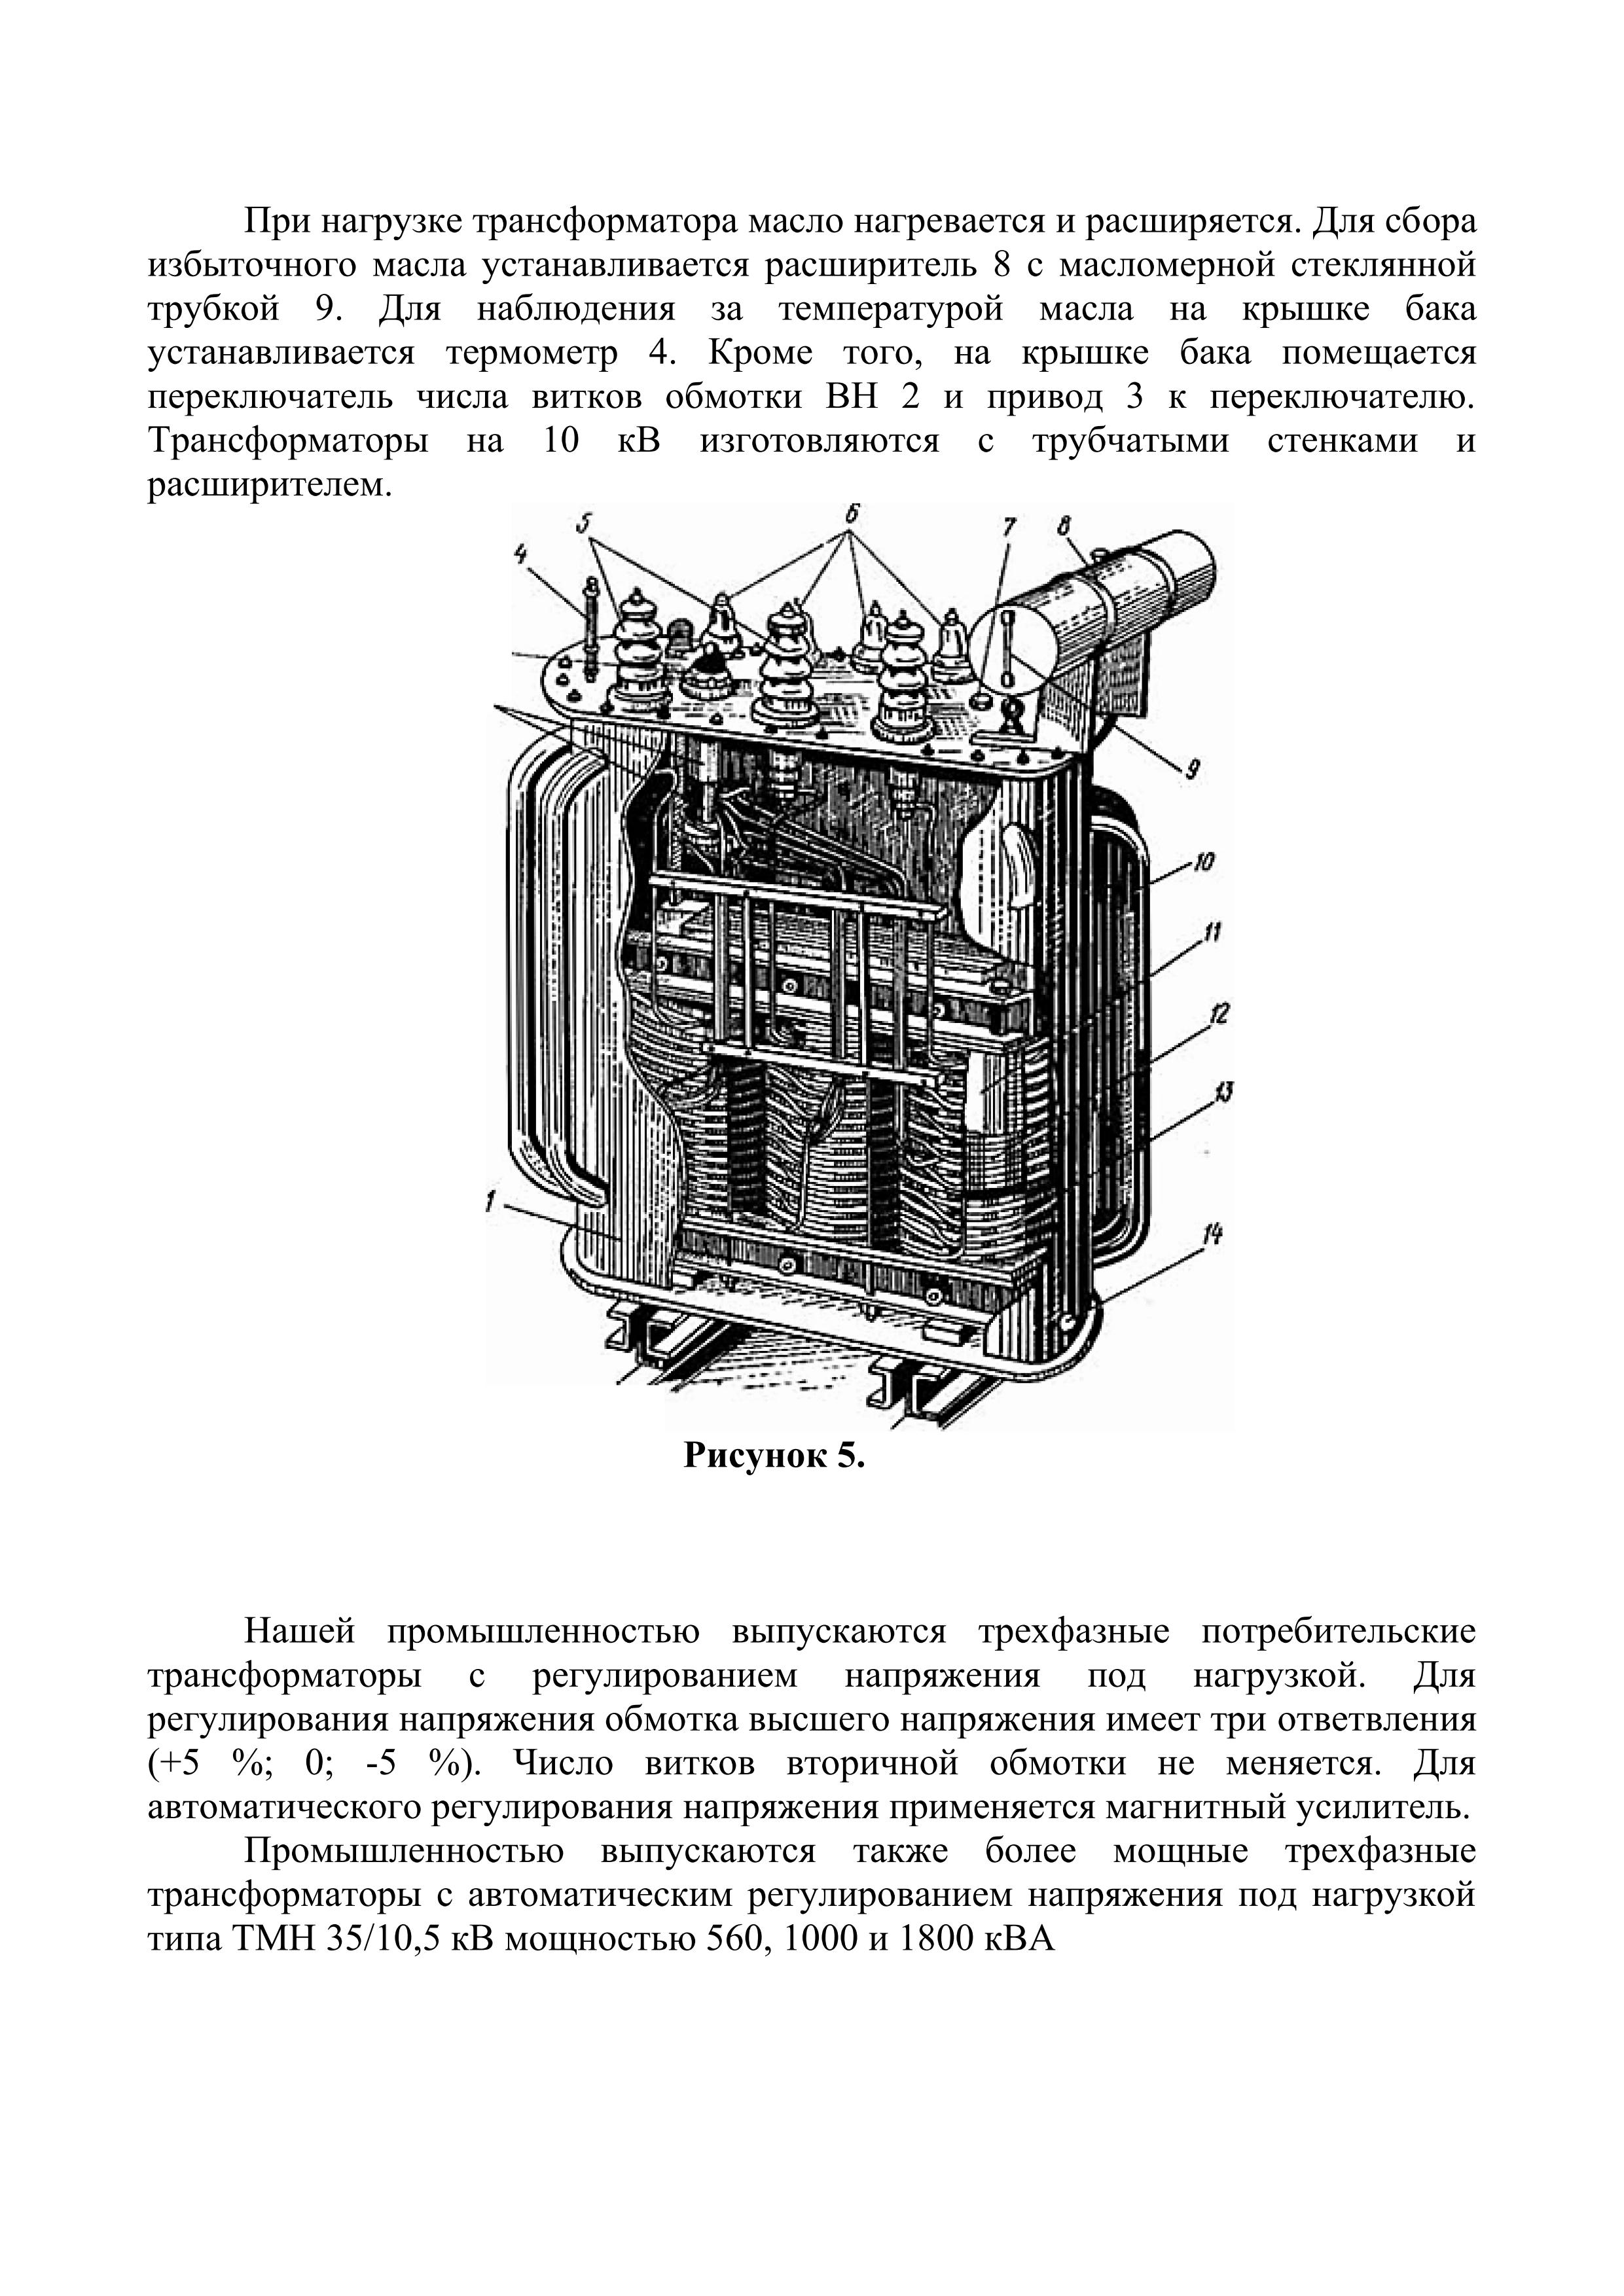 При нагрузке трансформатора масло нагревается и расширяется. Для сбора
избыточного масла устанавливается расширитель 8 с масломерной стеклянной
трубкой 9. Для наблюдения за температурой масла на крышке бака
устанавливается термометр 4. Кроме того, на крышке бака помещается
переключатель числа витков обмотки ВН 2 и привод 3 к переключателю.
Трансформаторы на 10 кВ изготовляются с трубчатыми стенками и
расширителем.
4
5
6
7
8
9
10
11
12
13
1
14
Рисунок 5.
Нашей промышленностью выпускаются трехфазные потребительские
трансформаторы с регулированием напряжения под нагрузкой. Для
регулирования напряжения обмотка высшего напряжения имеет три ответвления
(+5 %; 0; -5 %). Число витков вторичной обмотки не меняется. Для
автоматического регулирования напряжения применяется магнитный усилитель.
Промышленностью выпускаются также более мощные трехфазные
трансформаторы с автоматическим регулированием напряжения под нагрузкой
типа ТМН 35/10,5 кВ мощностью 560, 1000 и 1800 кВА